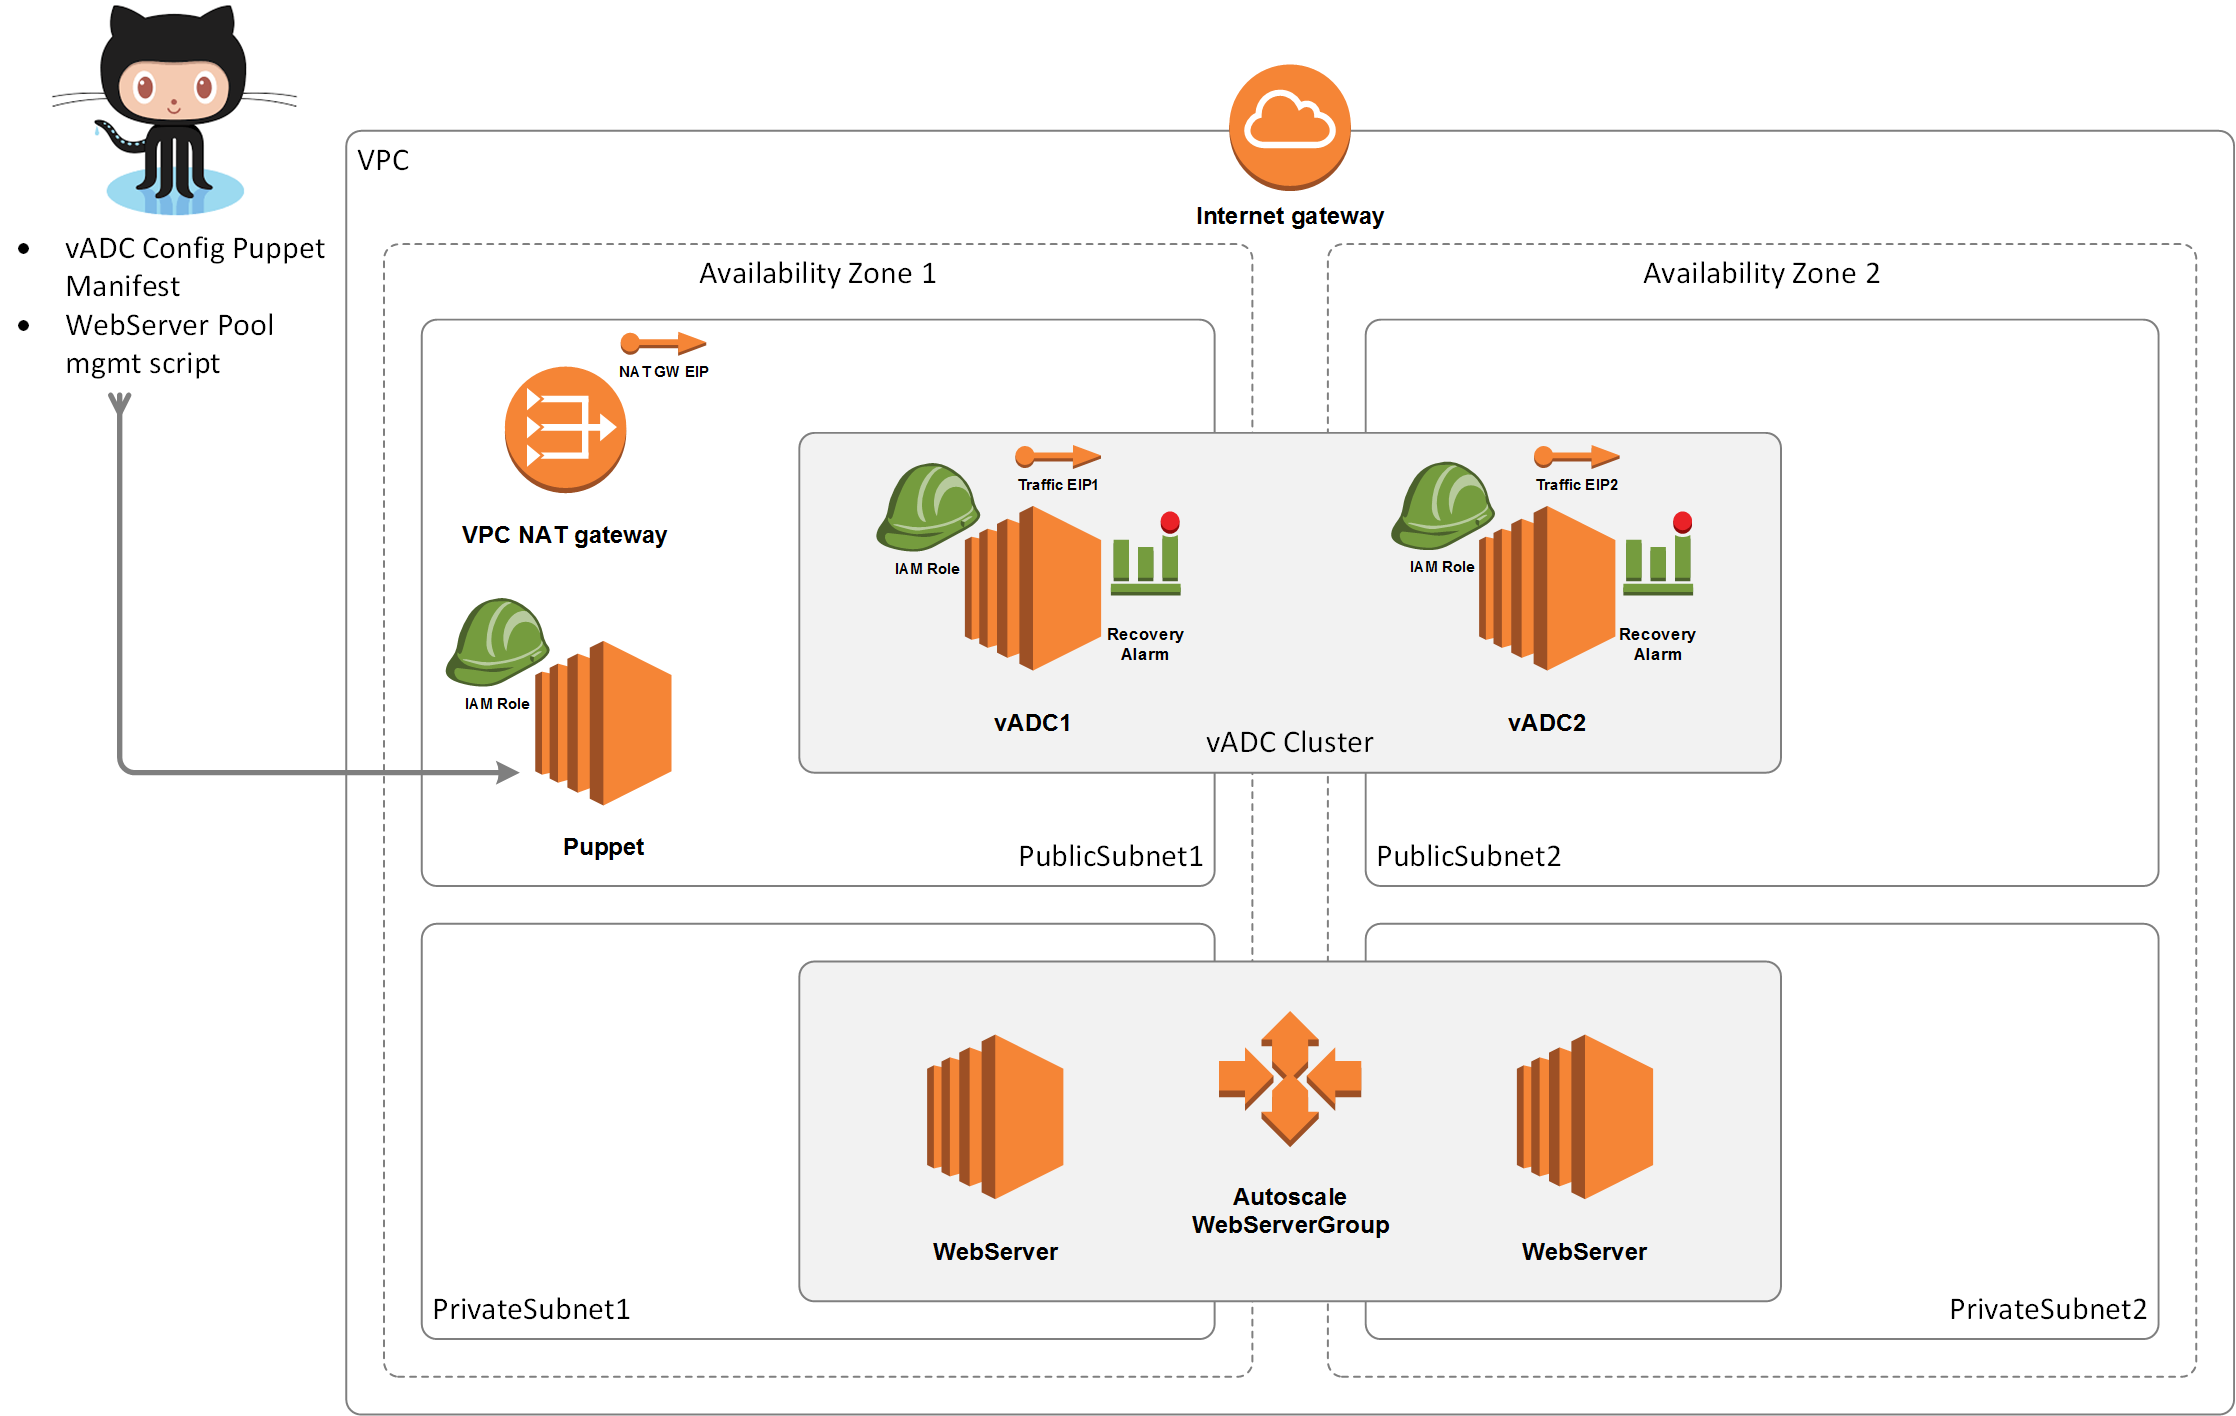 VPC
Internet gateway
• vADC Config Puppet
Manifest
• WebServer Pool
mgmt script
Availability Zone 1
Availability Zone 2
NAT GW EIP
VPC NAT gateway
IAM Role
Puppet
Traffic EIP1
IAM Role
Recovery
Alarm
vADC1
Traffic EIP2
IAM Role
Recovery
Alarm
vADC2
vADC Cluster
PublicSubnet1
PublicSubnet2
WebServer
Autoscale
WebServerGroup
WebServer
PrivateSubnet1
PrivateSubnet2